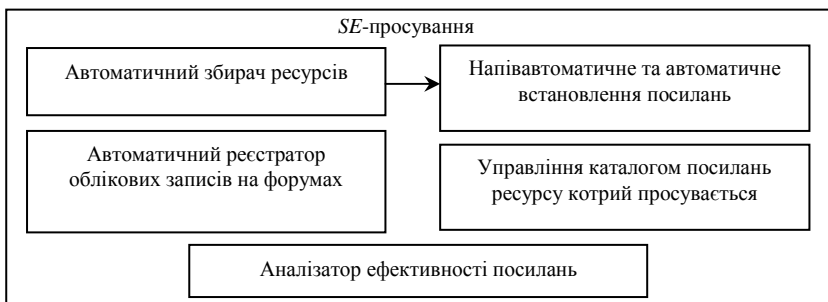 SE-просування
Автоматичний збирач ресурсів
Напівавтоматичне та автоматичне
встановлення посилань
Автоматичний реєстратор
облікових записів на форумах
Управління каталогом посилань
ресурсу котрий просувається
Аналізатор ефективності посилань